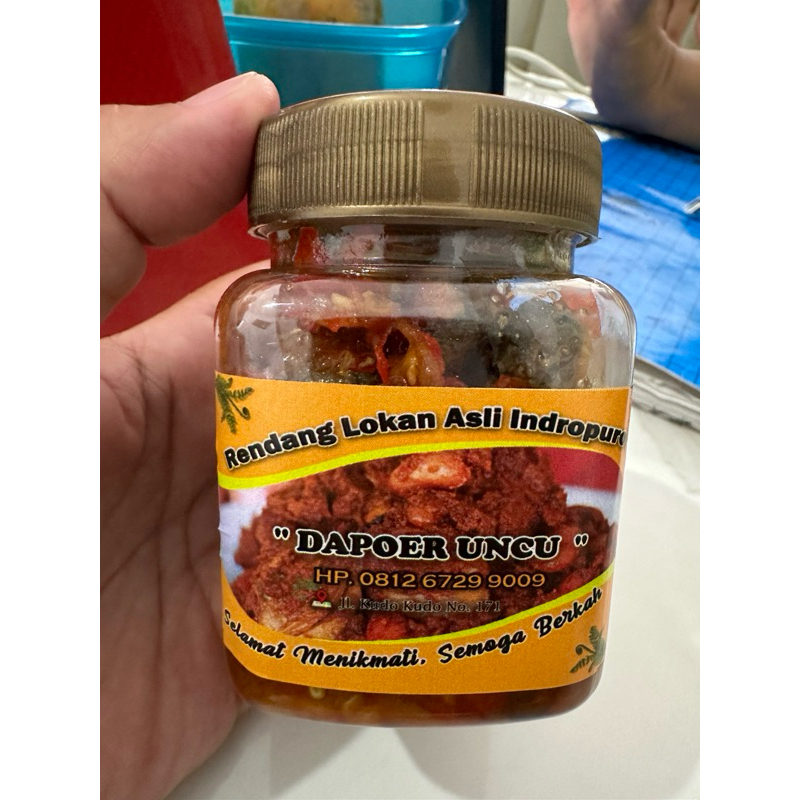 Rendang Lokan Asli Indropuro
" DAPOER UNCU "
HP. 0812 6729 9009
Jl. Kudo Kudo No. 171
Selamat Menikmati, Semoga Berkah